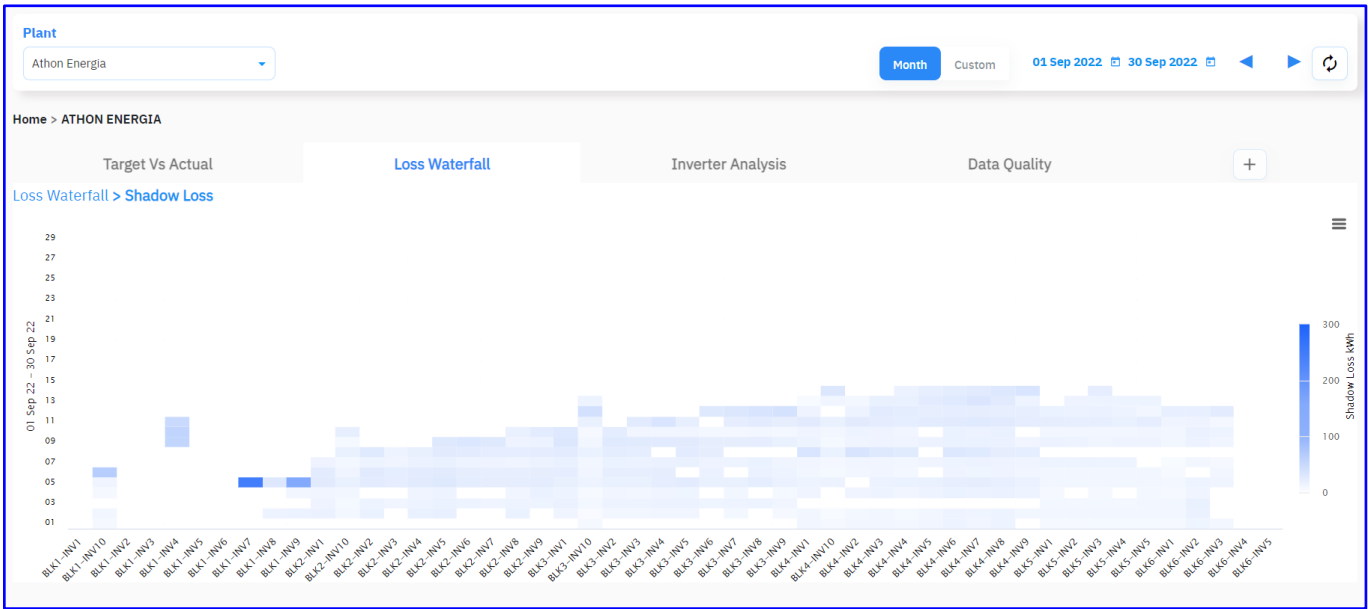 Plant
Athon Energia
Month
Custom
01 Sep 2022
30 Sep 2022
Home > ATHON ENERGIA
Target Vs Actual
Loss Waterfall
Inverter Analysis
Data Quality
+
Loss Waterfall > Shadow Loss
29
27
25
23
21
19
17
15
13
11
09
07
05
03
01
01 Sep 22 – 30 Sep 22
300
200
100
0
Shadow Loss kWh
BLK1-INV1
BLK1-INV10
BLK1-INV2
BLK1-INV3
BLK1-INV4
BLK1-INV5
BLK1-INV6
BLK1-INV7
BLK1-INV8
BLK1-INV9
BLK2-INV1
BLK2-INV10
BLK2-INV2
BLK2-INV3
BLK2-INV4
BLK2-INV5
BLK2-INV6
BLK2-INV7
BLK2-INV8
BLK2-INV9
BLK3-INV1
BLK3-INV10
BLK3-INV2
BLK3-INV3
BLK3-INV4
BLK3-INV5
BLK3-INV6
BLK3-INV7
BLK3-INV8
BLK3-INV9
BLK4-INV1
BLK4-INV10
BLK4-INV2
BLK4-INV3
BLK4-INV4
BLK4-INV5
BLK4-INV6
BLK4-INV7
BLK4-INV8
BLK4-INV9
BLK5-INV1
BLK5-INV2
BLK5-INV3
BLK5-INV4
BLK5-INV5
BLK6-INV1
BLK6-INV2
BLK6-INV3
BLK6-INV4
BLK6-INV5